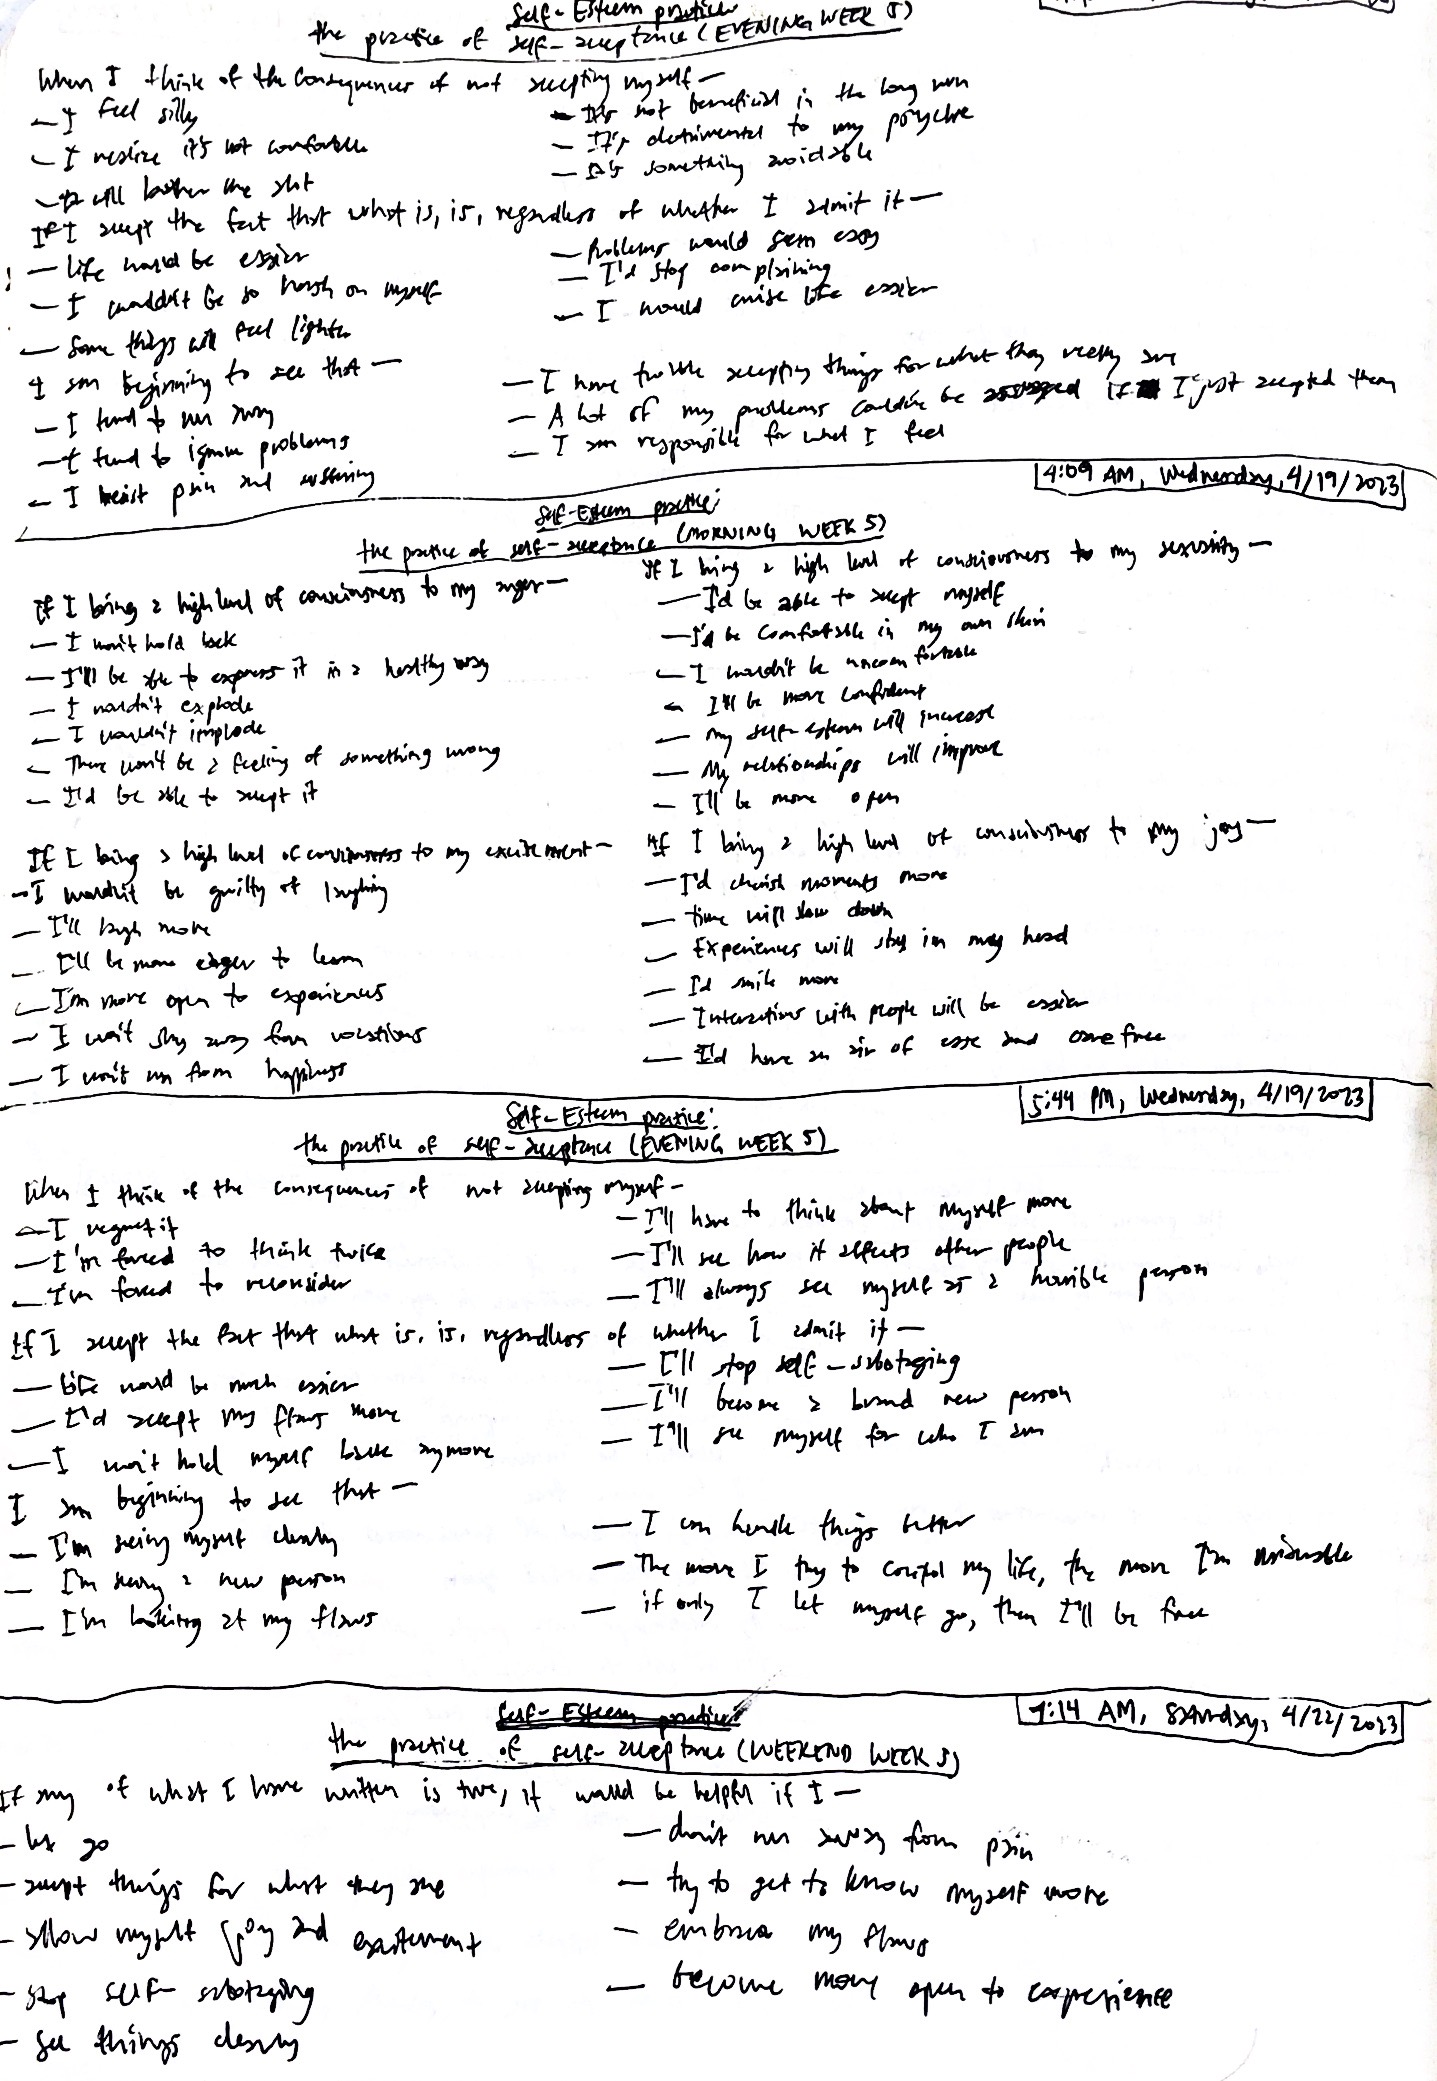 Self-Esteem practice
the practice of self-acceptance (EVENING WEEK 5)
When I think of the consequences of not accepting myself —
— I feel silly
— I realize it's not comfortable
— It will bother me a lot
— It's not beneficial in the long run
— It's detrimental to my psyche
— It's something avoidable
If I accept the fact that what is, is, regardless of whether I admit it —
— Life would be easier
— I wouldn't be so harsh on myself
— Some things will feel lighter
— Problems would seem easy
— I'd stop complaining
— I would cruise life easier
I am beginning to see that —
— I tend to run away
— I tend to ignore problems
— I resist pain and suffering
— I have trouble accepting things for what they really are
— A lot of my problems could be if I just accepted them
— I am responsible for what I feel
4:09 AM, Wednesday, 4/19/2023
Self-Esteem practice:
the practice of self-acceptance (MORNING WEEK 5)
If I bring a high level of consciousness to my anger —
— I won't hold back
— I'll be able to express it in a healthy way
— I wouldn't explode
— I wouldn't implode
— There won't be a feeling of something wrong
— I'd be able to accept it
If I bring a high level of consciousness to my sexuality —
— I'd be able to accept myself
— I'd be comfortable in my own skin
— I wouldn't be uncomfortable
— I'll be more confident
— My self-esteem will increase
— My relationships will improve
— I'll be more open
If I bring a high level of consciousness to my excitement —
— I wouldn't be guilty of laughing
— I'll laugh more
— I'll be more eager to learn
— I'm more open to experiences
— I won't shy away from vacations
— I won't run from happiness
If I bring a high level of consciousness to my joy —
— I'd cherish moments more
— time will slow down
— Experiences will stay in my head
— I'd smile more
— Interactions with people will be easier
— I'd have an air of ease and carefree
5:44 PM, Wednesday, 4/19/2023
Self-Esteem practice:
the practice of self-acceptance (EVENING WEEK 5)
When I think of the consequences of not accepting myself —
— I regret it
— I'm forced to think twice
— I'm forced to reconsider
— I'll have to think about myself more
— I'll see how it affects other people
— I'll always see myself as a horrible person
If I accept the fact that what is, is, regardless of whether I admit it —
— life would be much easier
— I'd accept my flaws more
— I won't hold myself back anymore
— I'll stop self-sabotaging
— I'll become a brand new person
— I'll see myself for who I am
I am beginning to see that —
— I'm seeing myself clearly
— I'm seeing a new person
— I'm looking at my flaws
— I can handle things better
— The more I try to control my life, the more I'm miserable
— if only I let myself go, then I'll be free
7:14 AM, Saturday, 4/22/2023
Self-Esteem practice:
the practice of self-acceptance (WEEKEND WEEK 5)
If any of what I have written is true, it would be helpful if I —
— let go
— accept things for what they are
— allow myself joy and excitement
— stop self-sabotaging
— see things clearly
— don't run away from pain
— try to get to know myself more
— embrace my flaws
— become more open to experience